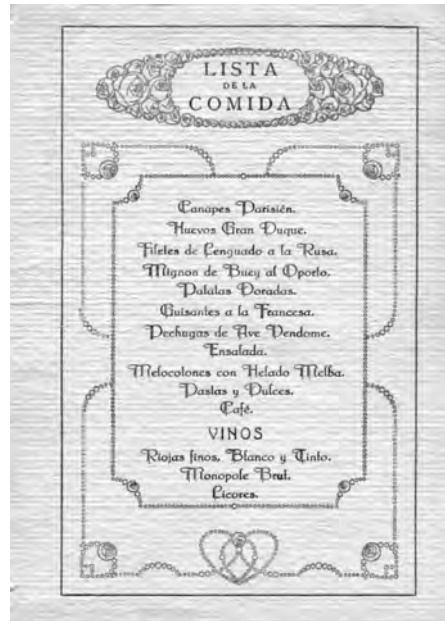 LISTA
DE LA
COMIDA
Canapes Parisién.
Huevos Gran Duque.
Filetes de Lenguado a la Rusa.
Mignon de Buey al Oporto.
Patatas Doradas.
Guisantes a la Francesa.
Pechugas de Ave Vendome.
Ensalada.
Melocotones con Helado Melba.
Pastas y Dulces.
Café.
VINOS
Riojas finos, Blanco y Tinto.
Monopole Brut.
Licores.